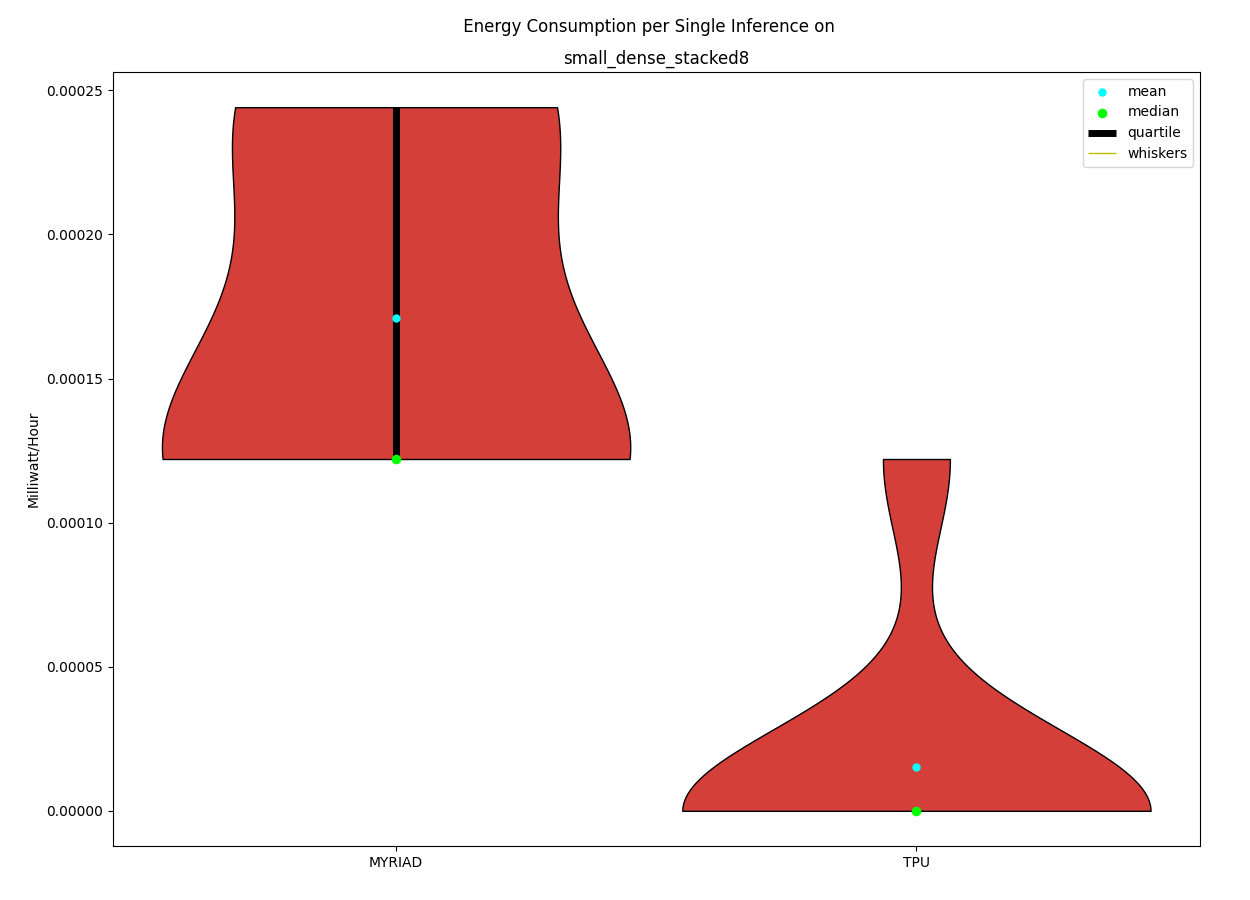 Energy Consumption per Single Inference on
small_dense_stacked8
0.00025
0.00020
0.00015
0.00010
0.00005
0.00000
Milliwatt/Hour
MYRIAD
TPU
mean
median
quartile
whiskers